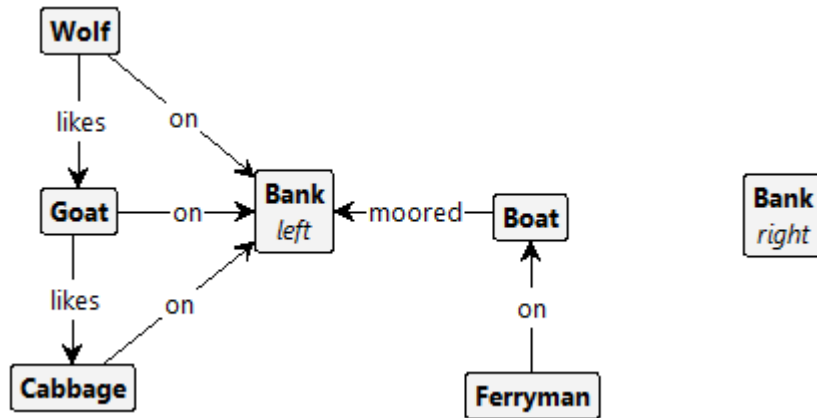 Wolf
likes
on
Goat
on
Bank
left
moored
Boat
Bank
right
likes
on
on
Cabbage
Ferryman